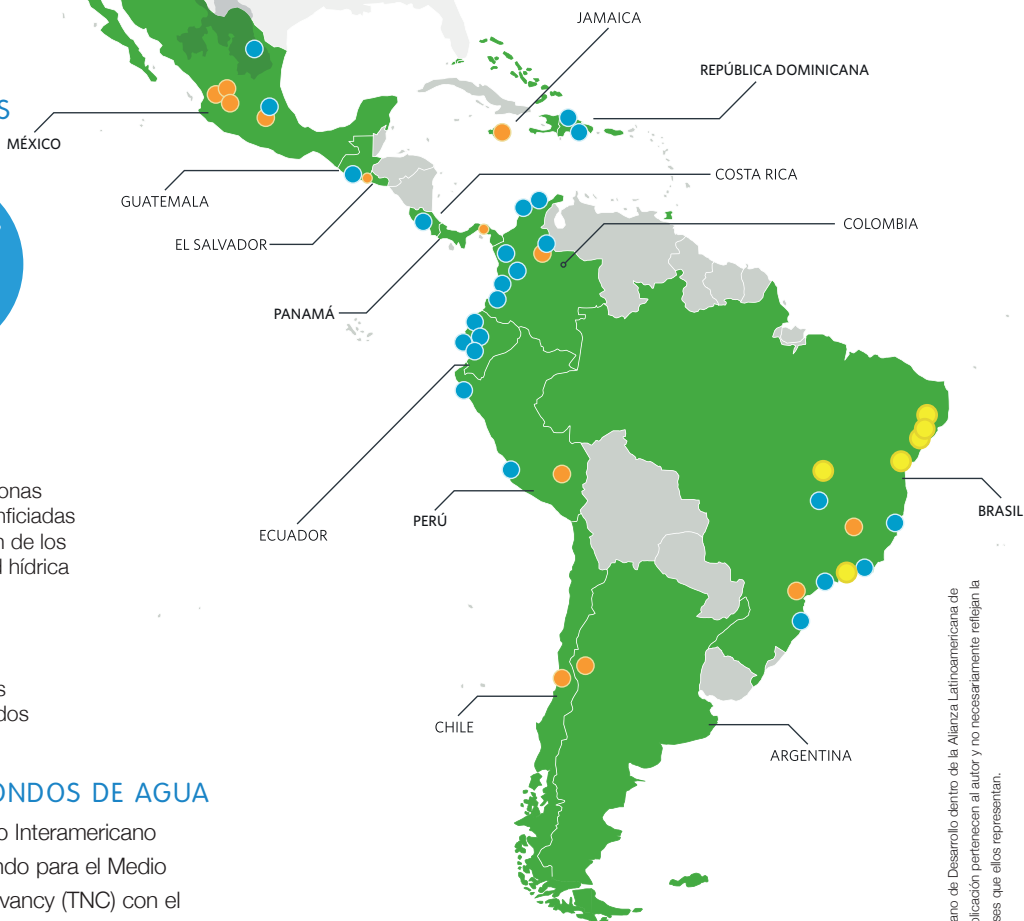 JAMAICA
REPÚBLICA DOMINICANA
S
MÉXICO
COSTA RICA
GUATEMALA
COLOMBIA
EL SALVADOR
PANAMÁ
ECUADOR
PERÚ
BRASIL
CHILE
ARGENTINA
onas
nficiadas
n de los
d hídrica
s
dos
ONDOS DE AGUA
o Interamericano
ndo para el Medio
vancy (TNC) con el
ano de Desarrollo dentro de la Alianza Latinoamericana de
blicación pertenecen al autor y no necesariamente reflejan la
ses que ellos representan.